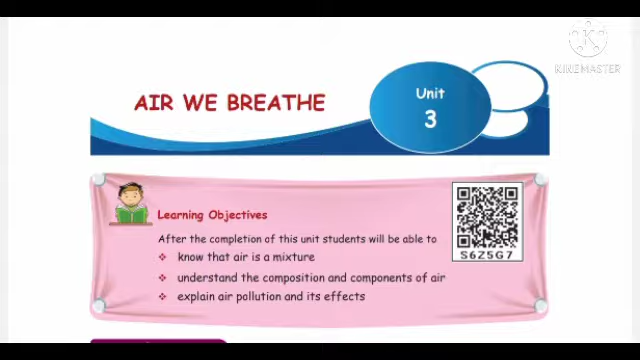 KINEMASTER
AIR WE BREATHE
Unit
3
Learning Objectives
After the completion of this unit students will be able to
know that air is a mixture
understand the composition and components of air
explain air pollution and its effects
S6Z5G7